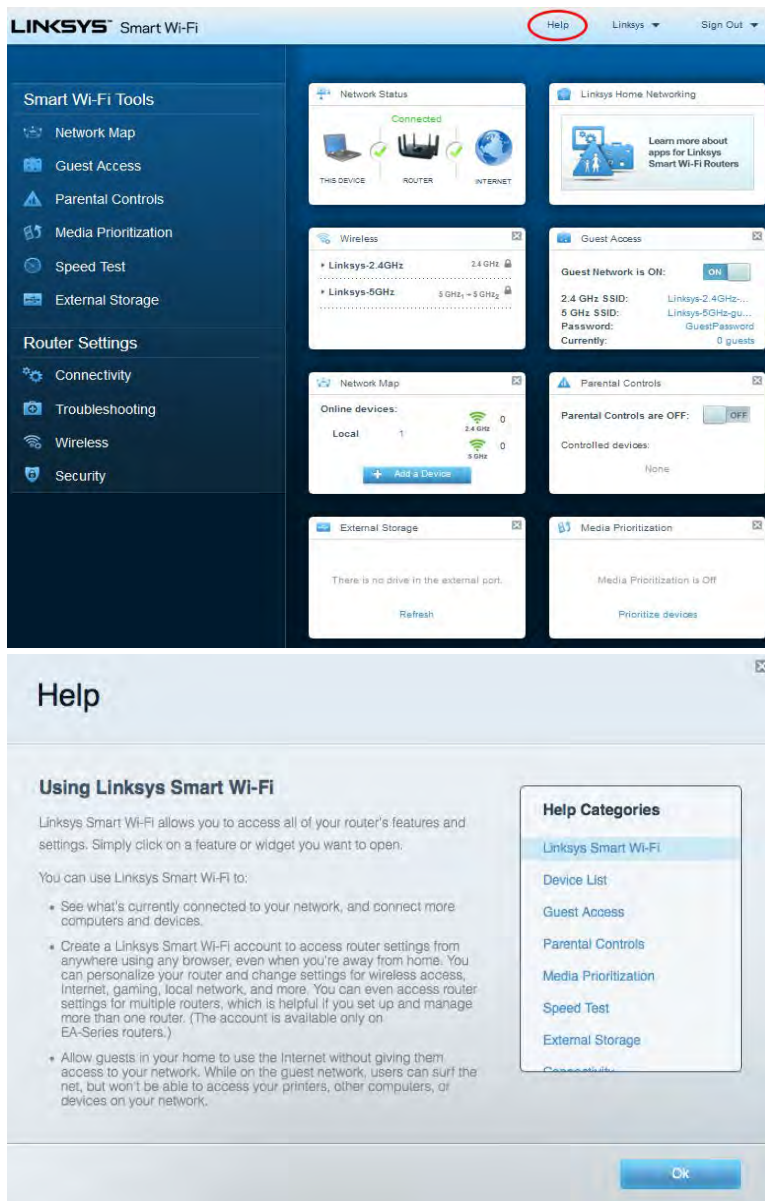 LINKSYS Smart Wi-Fi
Help Linksys Sign Out
Smart Wi-Fi Tools
Network Map
Guest Access
Parental Controls
Media Prioritization
Speed Test
External Storage
Router Settings
Connectivity
Troubleshooting
Wireless
Security
Network Status
Connected
THIS DEVICE ROUTER INTERNET
Linksys Home Networking
Learn more about
apps for Linksys
Smart Wi-Fi Routers
Wireless
Linksys-2.4GHz 2.4 GHz
Linksys-5GHz 5 GHz1 + 5 GHz2
Guest Access
Guest Network is ON: ON
2.4 GHz SSID: Linksys-2.4GHz-...
5 GHz SSID: Linksys-5GHz-gu...
Password: GuestPassword
Currently: 0 guests
Network Map
Online devices:
Local 1
0
2.4 GHz
0
5 GHz
+ Add a Device
Parental Controls
Parental Controls are OFF: OFF
Controlled devices:
None
External Storage
There is no drive in the external port.
Refresh
Media Prioritization
Media Prioritization is Off
Prioritize devices
Help
Using Linksys Smart Wi-Fi
Linksys Smart Wi-Fi allows you to access all of your router's features and
settings. Simply click on a feature or widget you want to open.
You can use Linksys Smart Wi-Fi to:
• See what's currently connected to your network, and connect more
computers and devices.
• Create a Linksys Smart Wi-Fi account to access router settings from
anywhere using any browser, even when you're away from home. You
can personalize your router and change settings for wireless access,
Internet, gaming, local network, and more. You can even access router
settings for multiple routers, which is helpful if you set up and manage
more than one router. (The account is available only on
EA-Series routers.)
• Allow guests in your home to use the Internet without giving them
access to your network. While on the guest network, users can surf the
net, but won't be able to access your printers, other computers, or
devices on your network.
Help Categories
Linksys Smart Wi-Fi
Device List
Guest Access
Parental Controls
Media Prioritization
Speed Test
External Storage
Connectivity
Ok